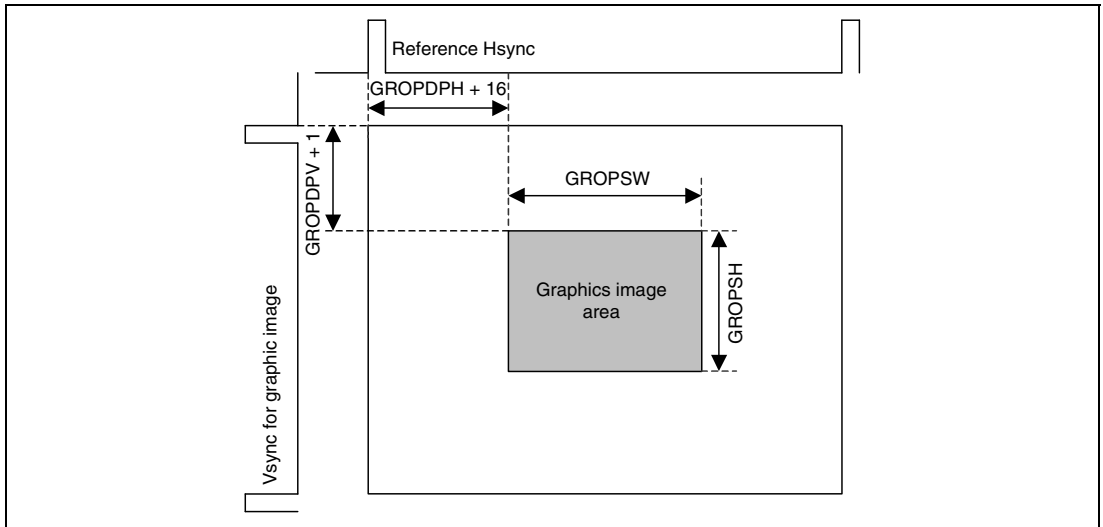 Reference Hsync
GROPDPH + 16
GROPDPV + 1
GROPSW
Graphics image
area
GROPSH
Vsync for graphic image